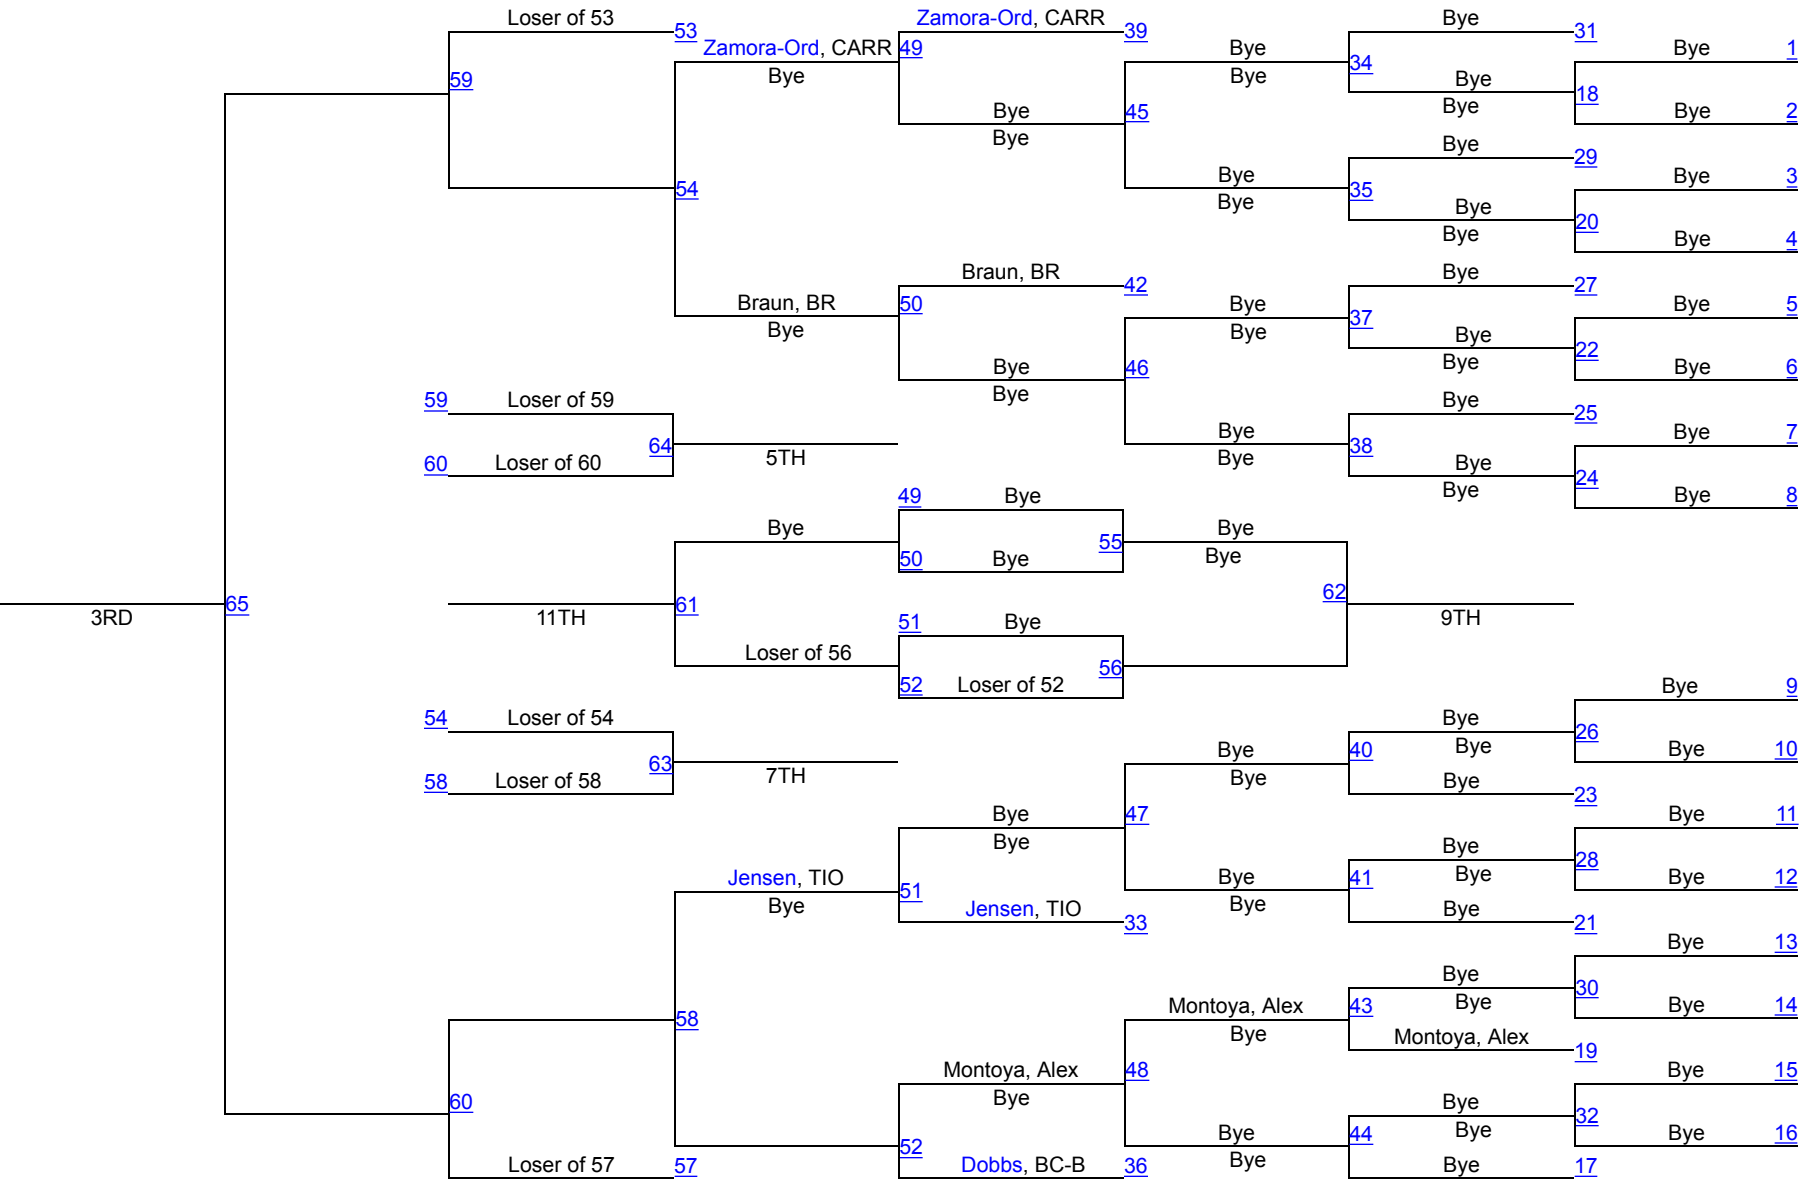 Loser of 53
53
Zamora-Ord, CARR
39
Bye
31
Zamora-Ord, CARR
49
Bye
Bye
1
59
Bye
Bye
34
Bye
18
Bye
Bye
45
Bye
2
Bye
Bye
29
54
Bye
35
Bye
3
Bye
Bye
20
Bye
Bye
4
Braun, BR
42
Bye
27
Braun, BR
50
Bye
37
Bye
5
Bye
Bye
Bye
22
Bye
46
Bye
Bye
6
Bye
59
Loser of 59
Bye
25
64
5TH
Bye
38
Bye
7
60
Loser of 60
Bye
Bye
24
Bye
49
Bye
Bye
8
Bye
55
Bye
50
Bye
Bye
3RD
65
11TH
61
62
9TH
51
Bye
Loser of 56
56
52
Loser of 52
Bye
9
54
Loser of 54
Bye
26
63
7TH
Bye
40
Bye
Bye
10
58
Loser of 58
Bye
Bye
23
Bye
47
Bye
11
Bye
Bye
28
Jensen, TIO
51
Bye
41
Bye
Bye
12
Bye
Jensen, TIO
33
Bye
Bye
21
Bye
13
58
Montoya, Alex
43
Bye
30
Bye
Bye
Bye
14
Montoya, Alex
19
Montoya, Alex
48
Bye
15
60
Bye
Bye
32
52
Bye
44
Bye
Bye
16
Loser of 57
57
Dobbs, BC-B
36
Bye
Bye
17